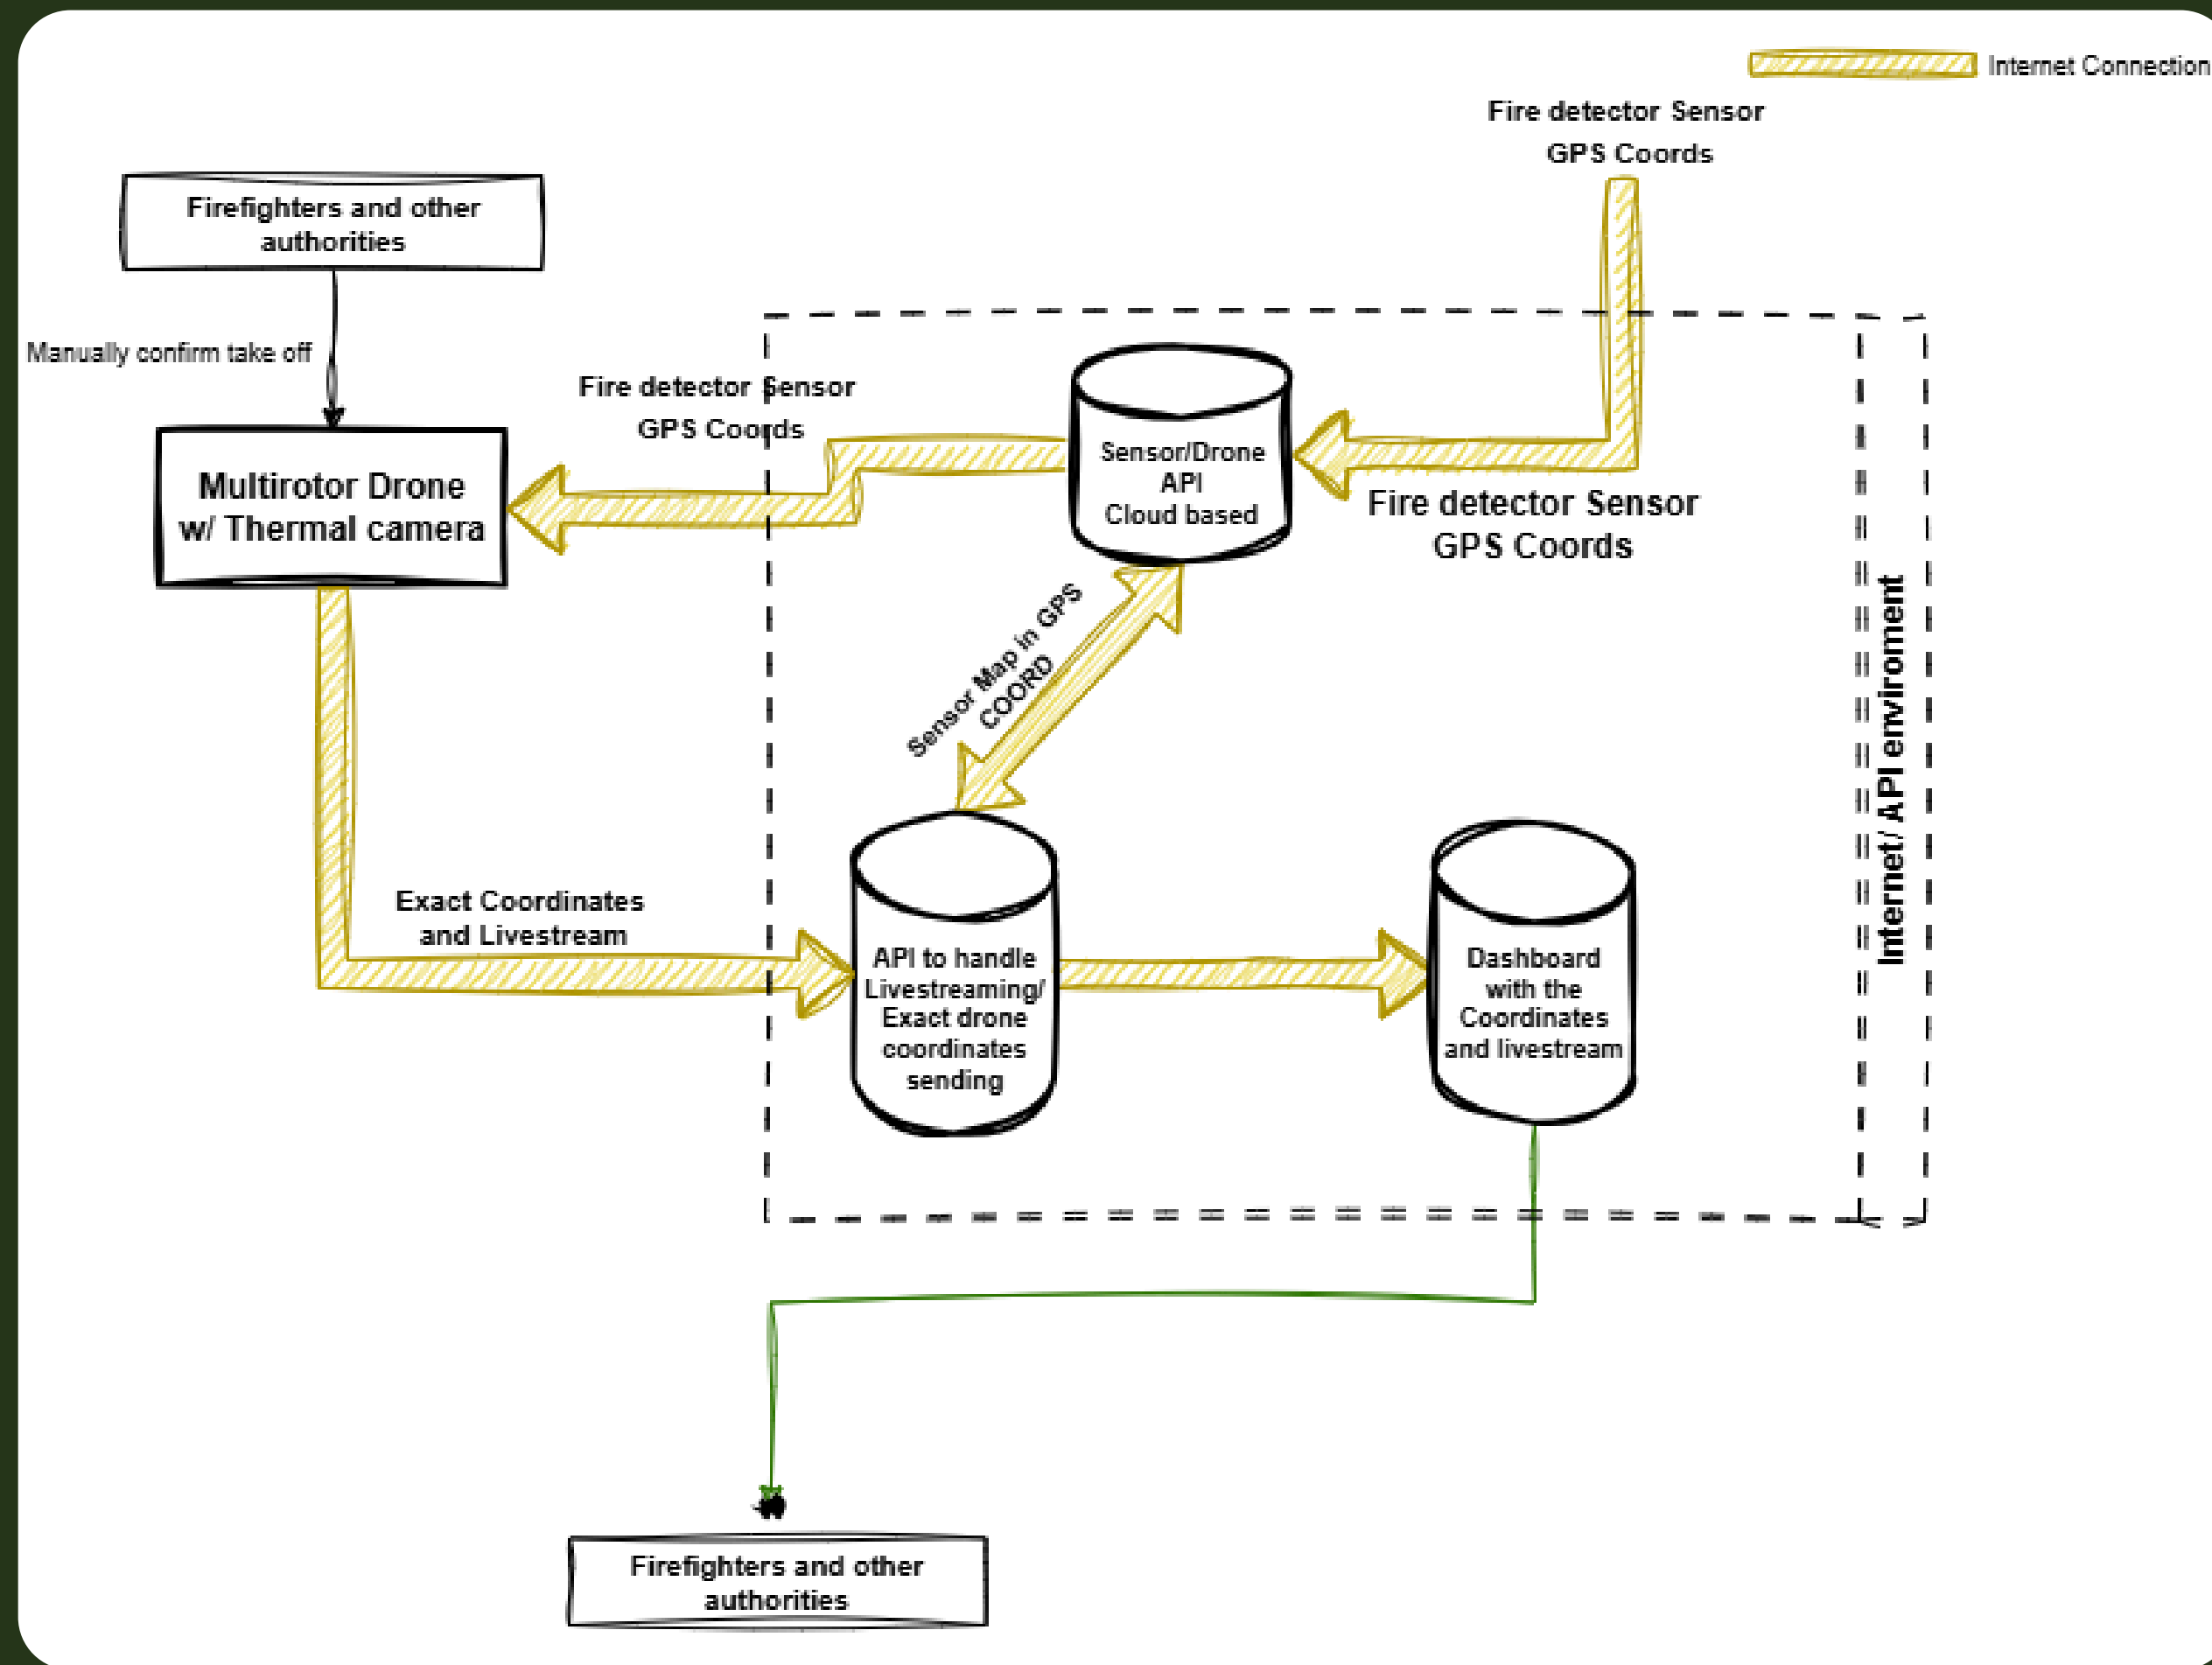 Internet Connection
Fire detector Sensor
GPS Coords
Firefighters and other
authorities
Manually confirm take off
Fire detector Sensor
GPS Coords
Sensor/Drone
API
Cloud based
Multirotor Drone
w/ Thermal camera
Fire detector Sensor
GPS Coords
Sensor Map in GPS
COORD
Internet/ API enviroment
Exact Coordinates
and Livestream
API to handle
Livestreaming/
Exact drone
coordinates
sending
Dashboard
with the
Coordinates
and livestream
Firefighters and other
authorities